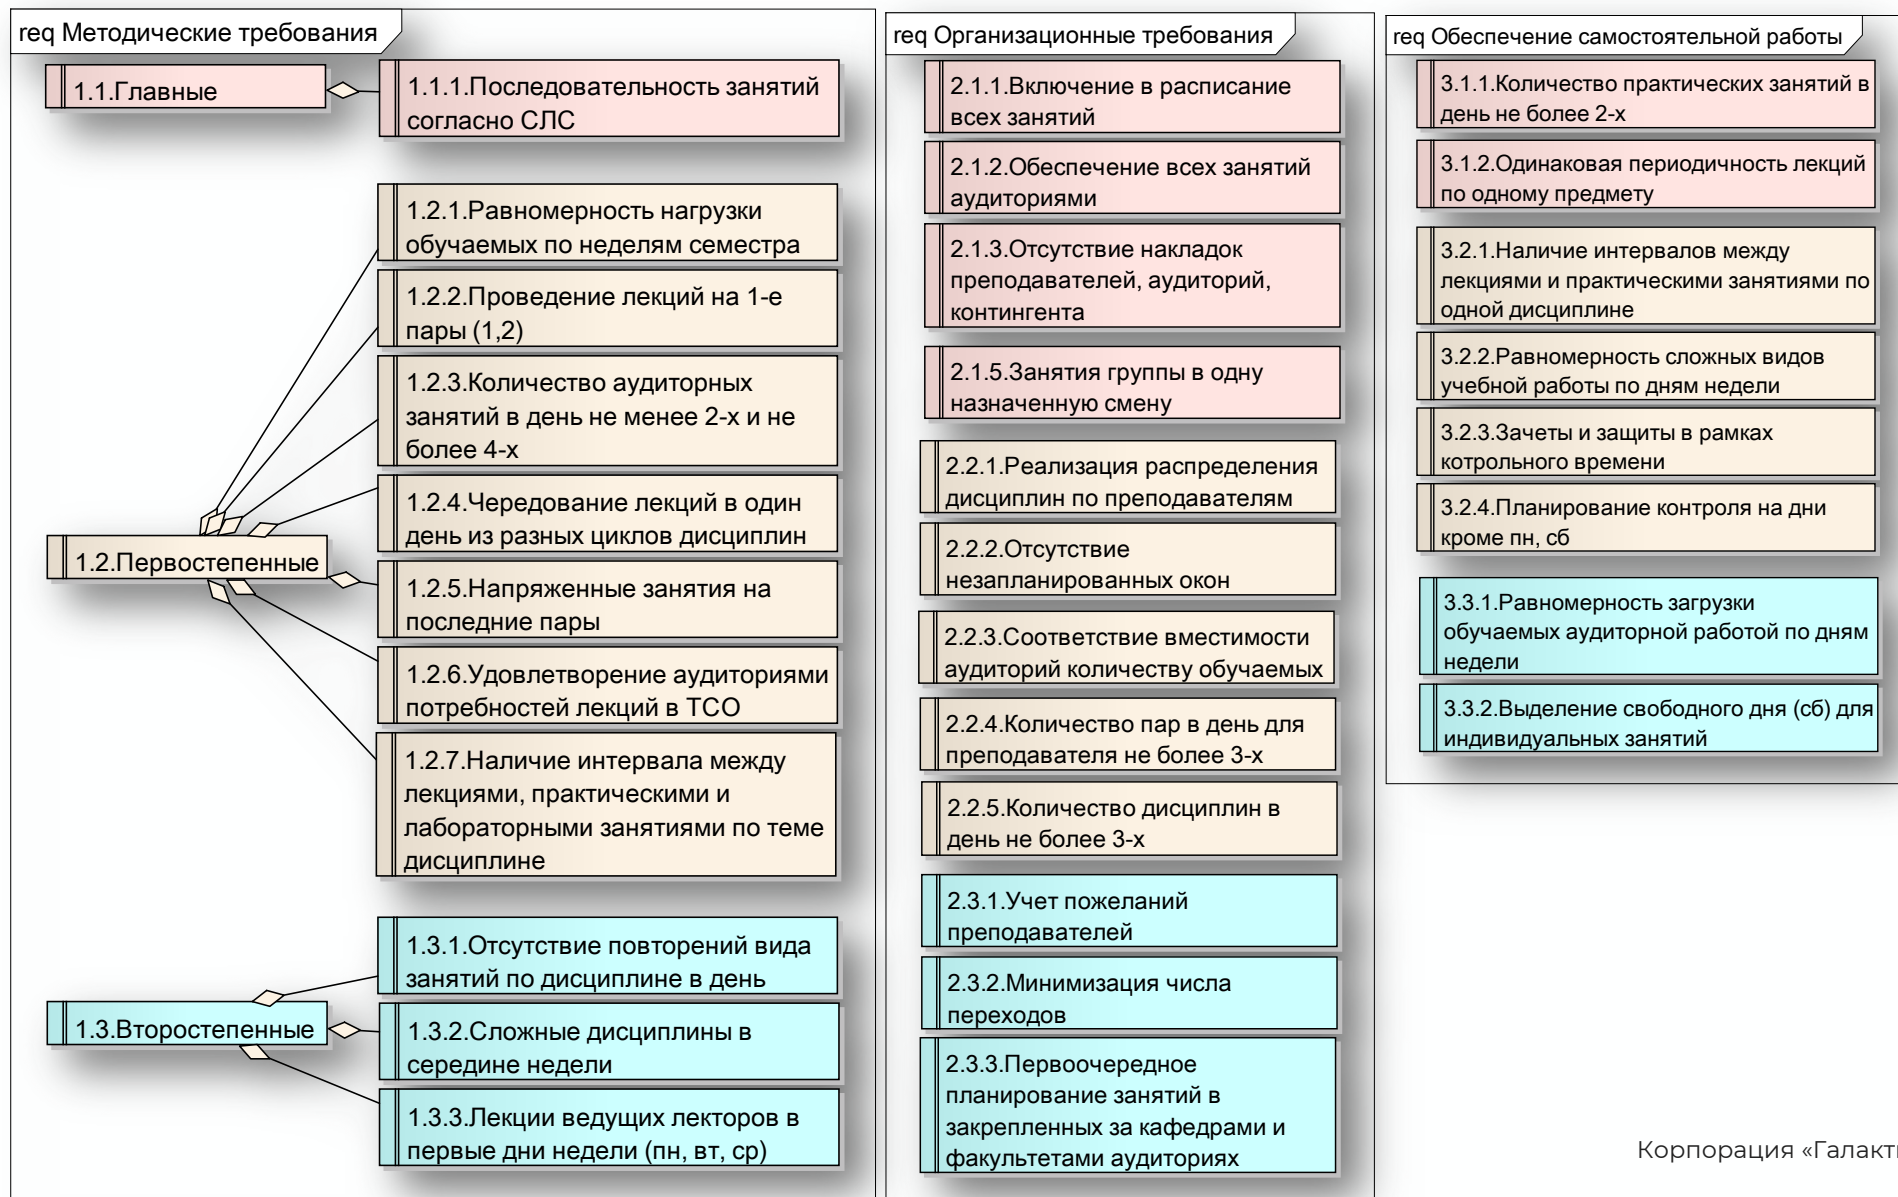 req Методические требования
1.1.Главные
1.1.1.Последовательность занятий
согласно СЛС
1.2.Первостепенные
1.2.1.Равномерность нагрузки
обучаемых по неделям семестра
1.2.2.Проведение лекций на 1-е
пары (1,2)
1.2.3.Количество аудиторных
занятий в день не менее 2-х и не
более 4-х
1.2.4.Чередование лекций в один
день из разных циклов дисциплин
1.2.5.Напряженные занятия на
последние пары
1.2.6.Удовлетворение аудиториями
потребностей лекций в ТСО
1.2.7.Наличие интервала между
лекциями, практическими и
лабораторными занятиями по теме
дисциплине
1.3.Второстепенные
1.3.1.Отсутствие повторений вида
занятий по дисциплине в день
1.3.2.Сложные дисциплины в
середине недели
1.3.3.Лекции ведущих лекторов в
первые дни недели (пн, вт, ср)
req Организационные требования
2.1.1.Включение в расписание
всех занятий
2.1.2.Обеспечение всех занятий
аудиториями
2.1.3.Отсутствие накладок
преподавателей, аудиторий,
контингента
2.1.5.Занятия группы в одну
назначенную смену
2.2.1.Реализация распределения
дисциплин по преподавателям
2.2.2.Отсутствие
незапланированных окон
2.2.3.Соответствие вместимости
аудиторий количеству обучаемых
2.2.4.Количество пар в день для
преподавателя не более 3-х
2.2.5.Количество дисциплин в
день не более 3-х
2.3.1.Учет пожеланий
преподавателей
2.3.2.Минимизация числа
переходов
2.3.3.Первоочередное
планирование занятий в
закрепленных за кафедрами и
факультетами аудиториях
req Обеспечение самостоятельной работы
3.1.1.Количество практических занятий в
день не более 2-х
3.1.2.Одинаковая периодичность лекций
по одному предмету
3.2.1.Наличие интервалов между
лекциями и практическими занятиями по
одной дисциплине
3.2.2.Равномерность сложных видов
учебной работы по дням недели
3.2.3.Зачеты и защиты в рамках
котрольного времени
3.2.4.Планирование контроля на дни
кроме пн, сб
3.3.1.Равномерность загрузки
обучаемых аудиторной работой по дням
недели
3.3.2.Выделение свободного дня (сб) для
индивидуальных занятий
Корпорация «Галакти